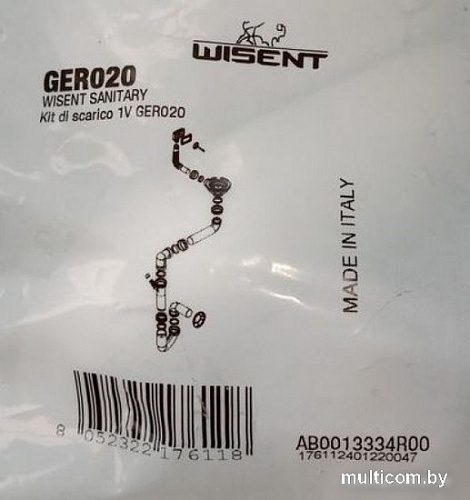 WISENT
GER020
WISENT SANITARY
Kit di scarico 1V GER020
MADE IN ITALY
8 052322 176118
AB0013334R00
176112401220047
multicom.by